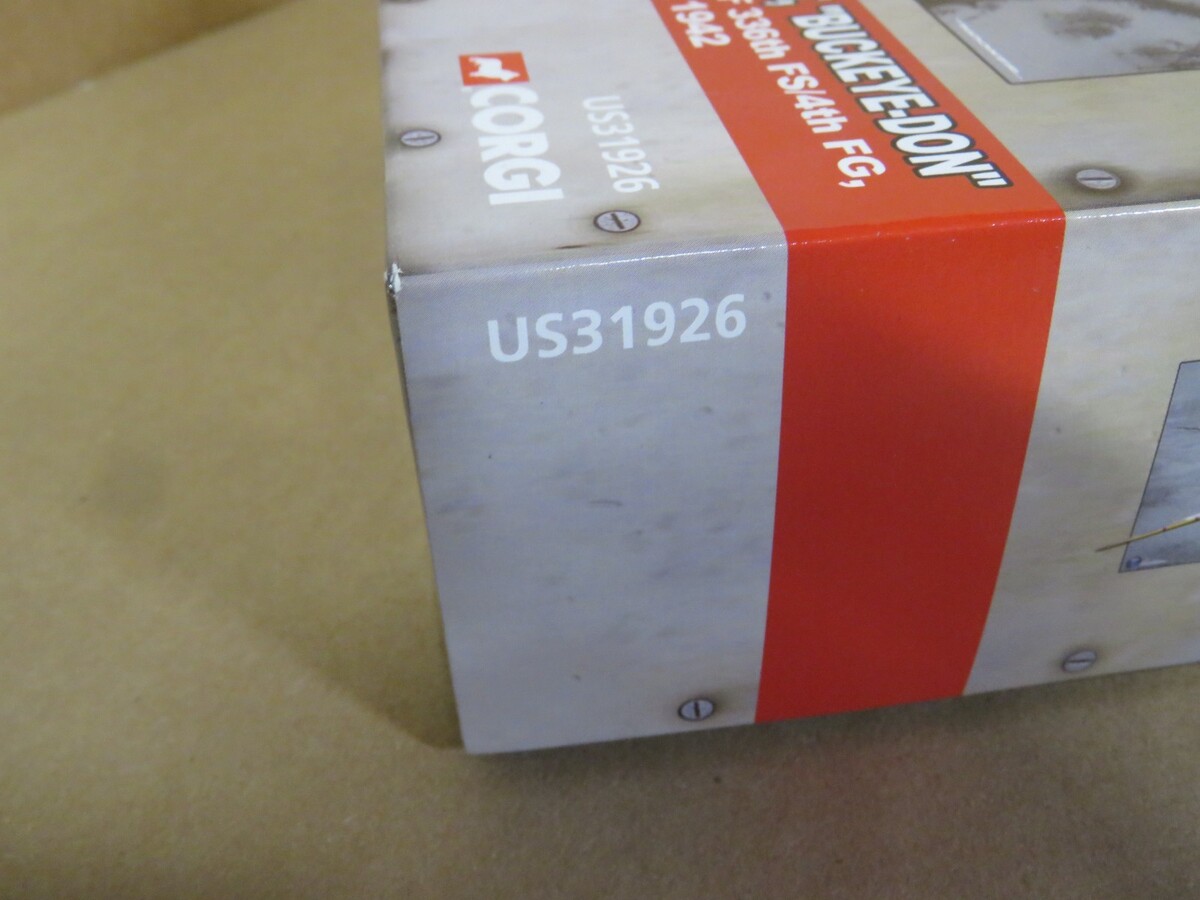 "BUCKEYE-DON"
336th FS/4th FG,
1942
US31926
CORGI
US31926